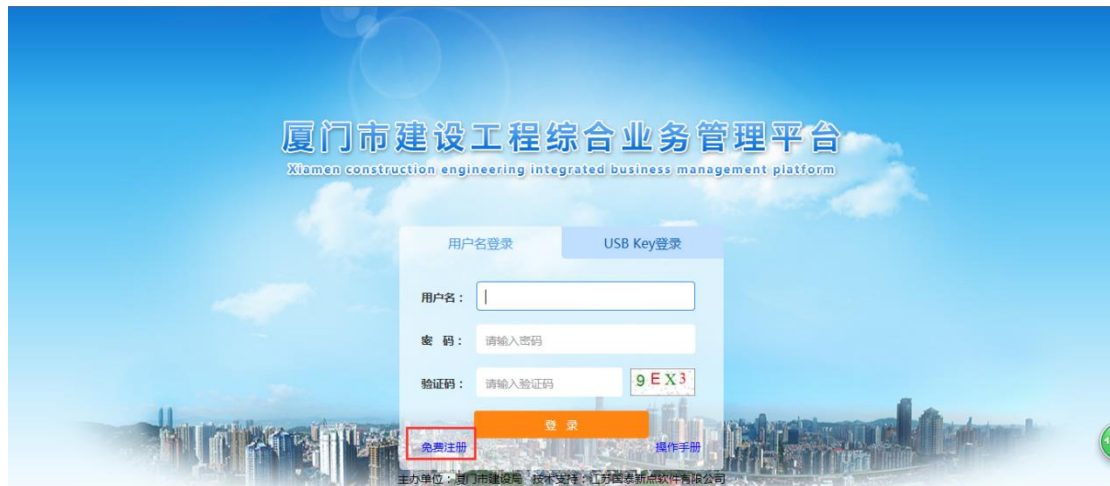 厦门市建设工程综合业务管理平台
Xiamen construction engineering integrated business management platform
用户名登录 USB Key登录
用户名：
密 码： 请输入密码
验证码： 请输入验证码 9EX3
登 录
免费注册 操作手册
主办单位：厦门市建设局 技术支持：江苏国泰新点软件有限公司